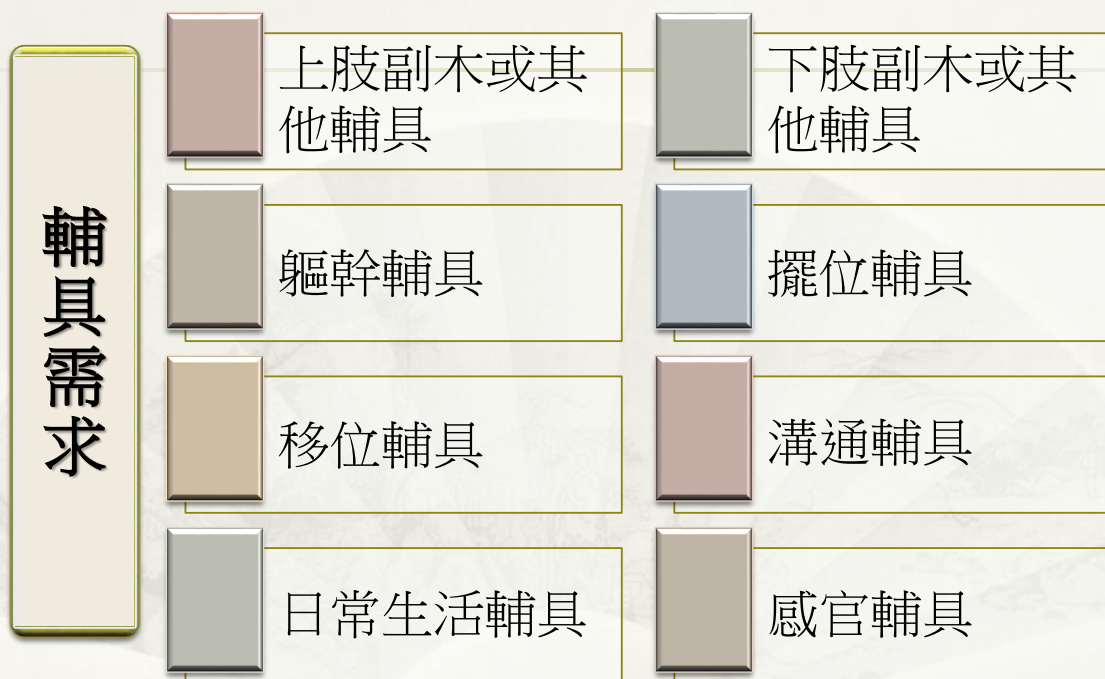 輔具需求
上肢副木或其
他輔具
下肢副木或其
他輔具
軀幹輔具
擺位輔具
移位輔具
溝通輔具
日常生活輔具
感官輔具